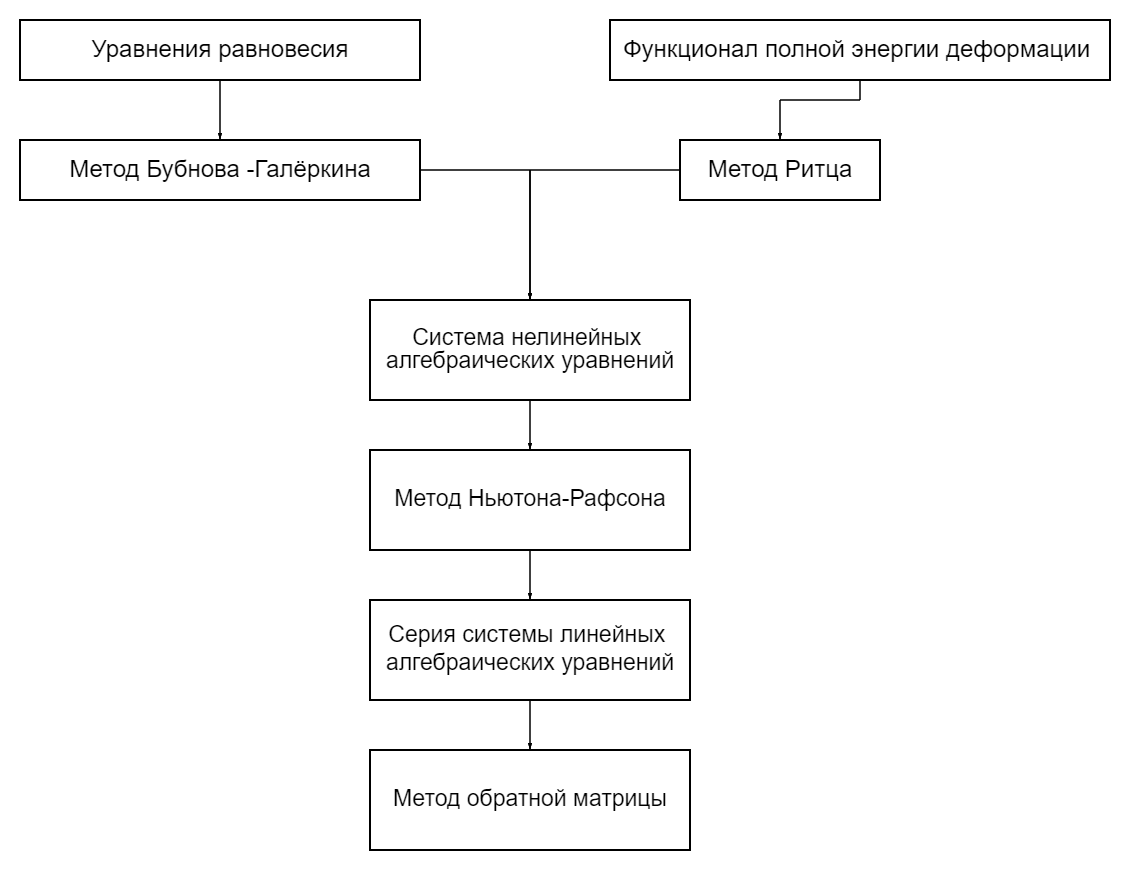 Уравнения равновесия
Функционал полной энергии деформации
Метод Бубнова -Галёркина
Метод Ритца
Система нелинейных
алгебраических уравнений
Метод Ньютона-Рафсона
Серия системы линейных
алгебраических уравнений
Метод обратной матрицы